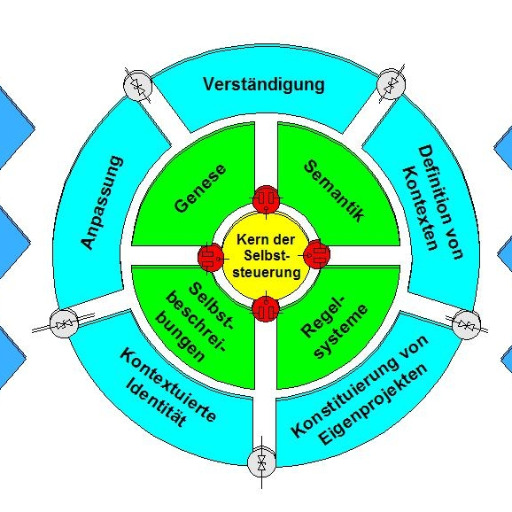 Verständigung
Anpassung
Definition von
Kontexten
Genese
Semantik
Kern der
Selbst-
steuerung
Selbst-
beschrei-
bungen
Regel-
systeme
Kontextuierte
Identität
Konstituierung von
Eigenprojekten